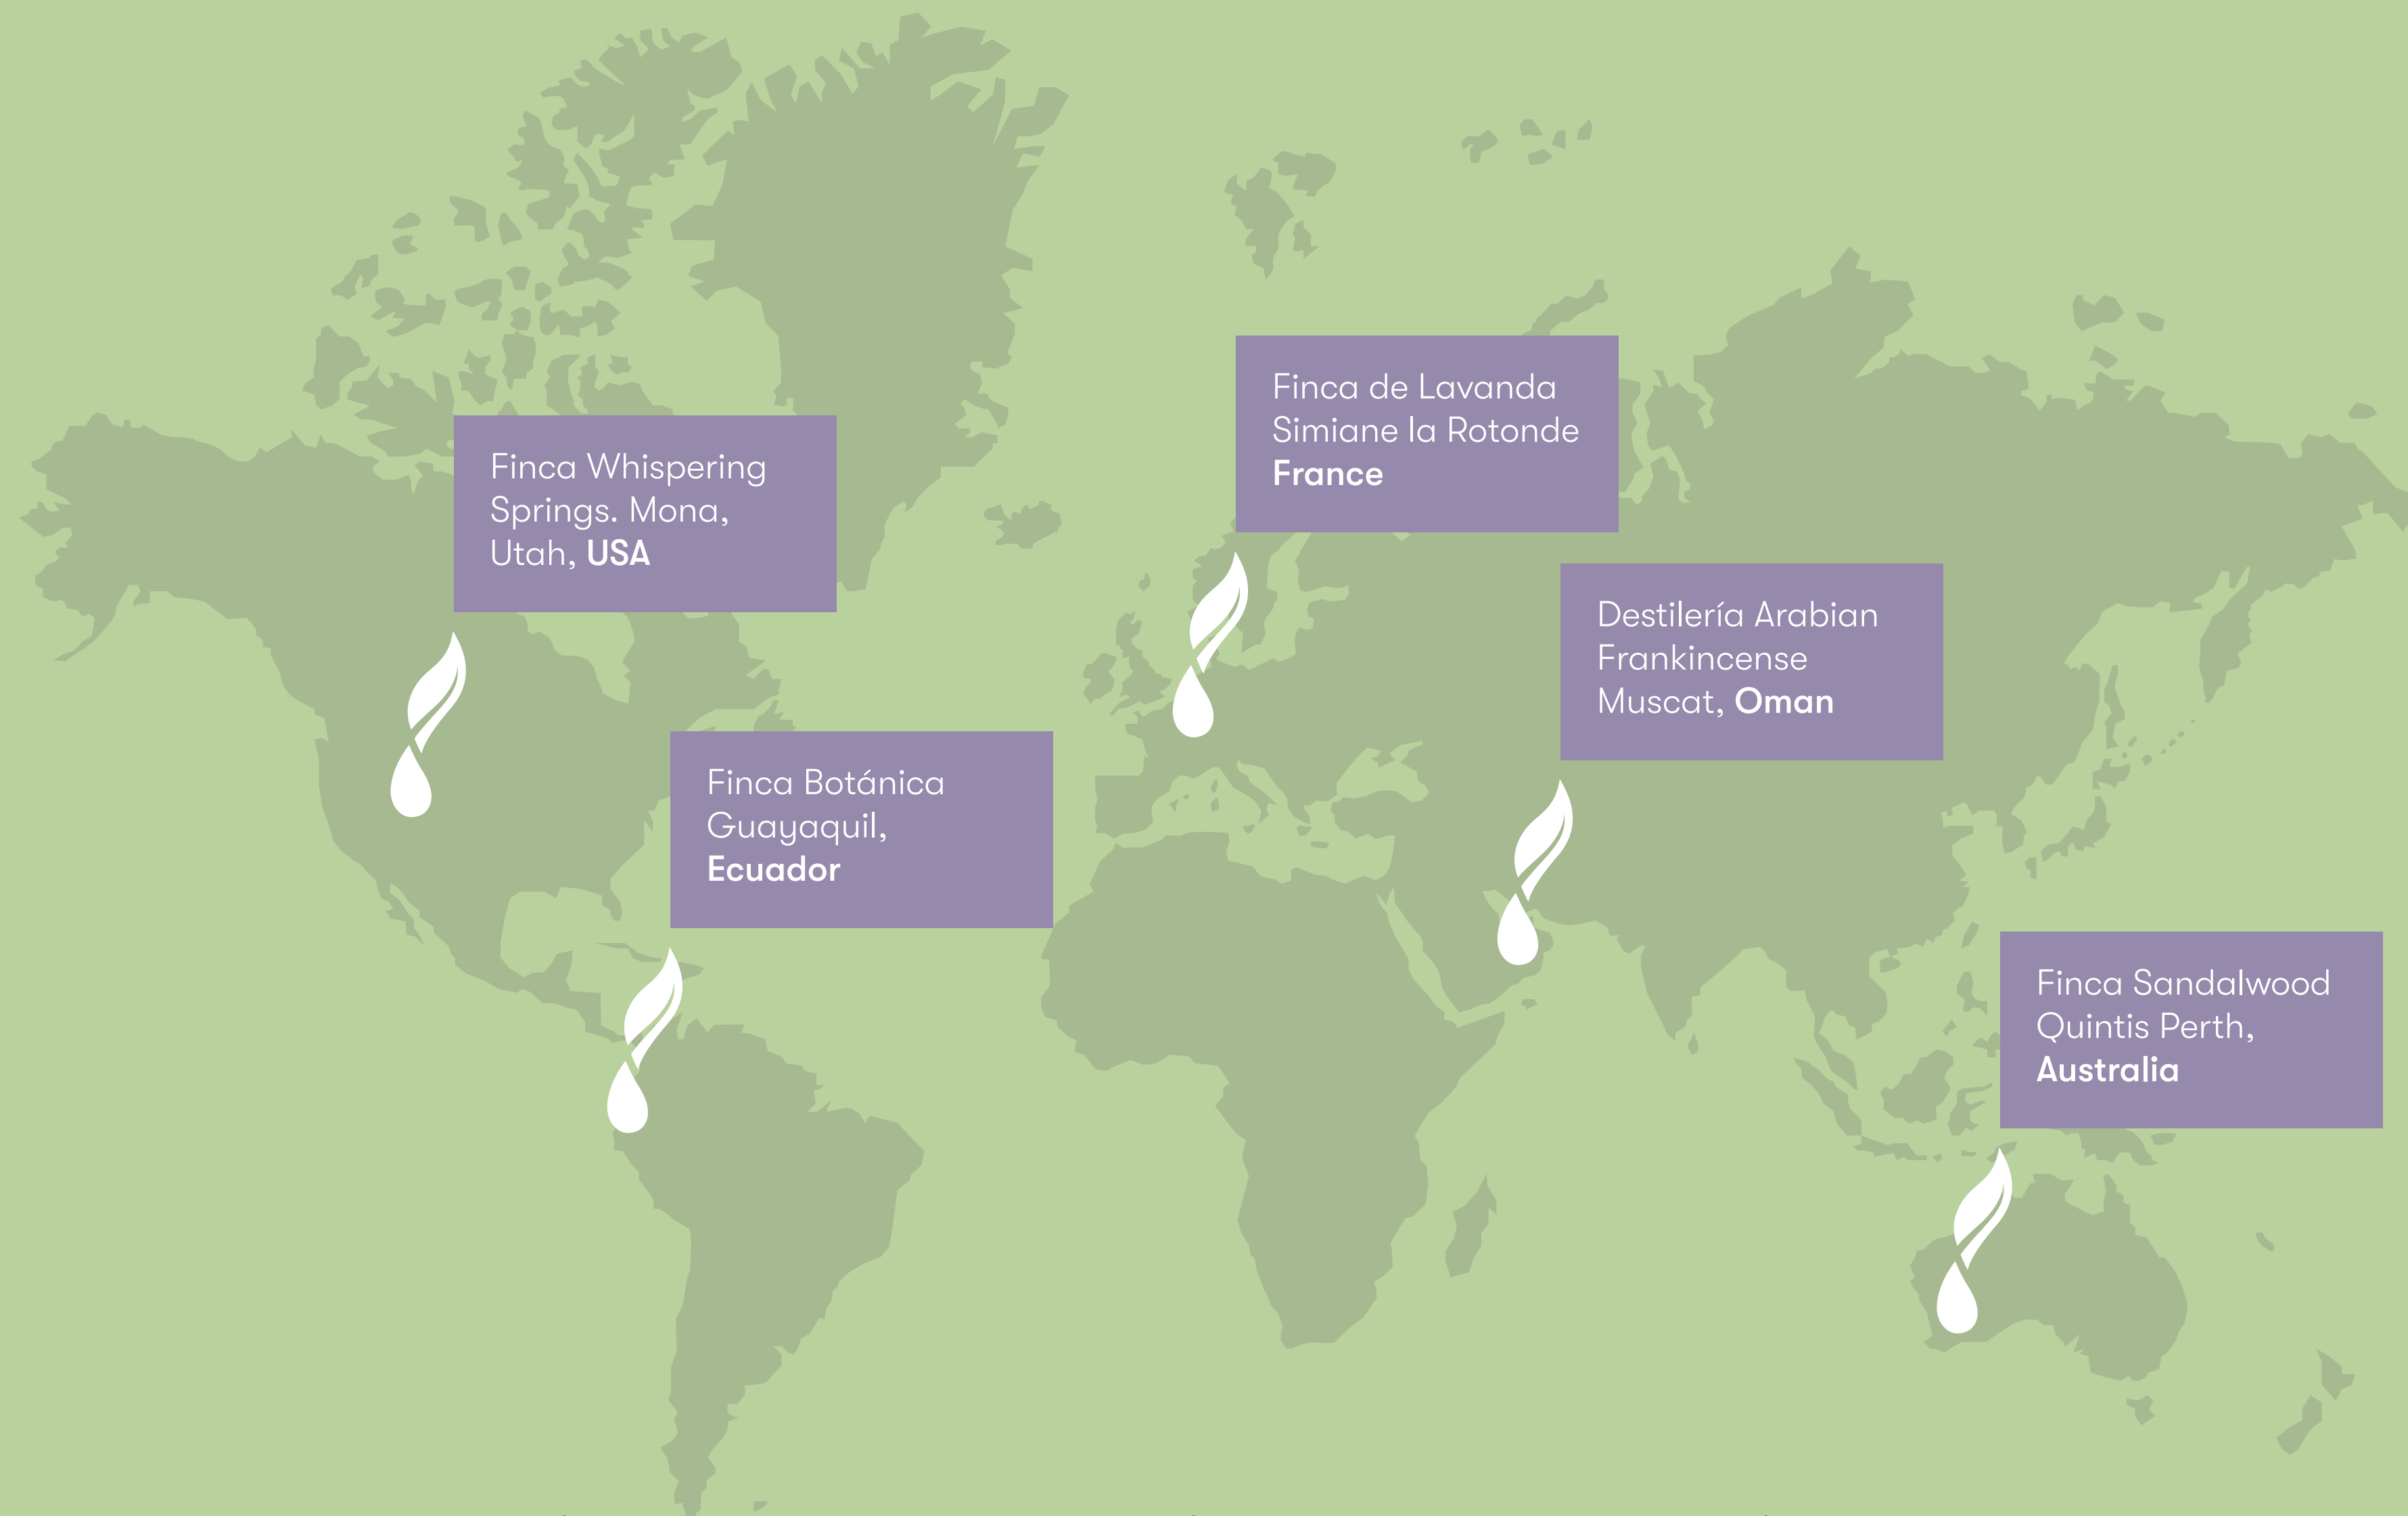 Finca de Lavanda
Simiane la Rotonde
France
Finca Whispering
Springs. Mona,
Utah, USA
Destilería Arabian
Frankincense
Muscat, Oman
Finca Botánica
Guayaquil,
Ecuador
Finca Sandalwood
Quintis Perth,
Australia